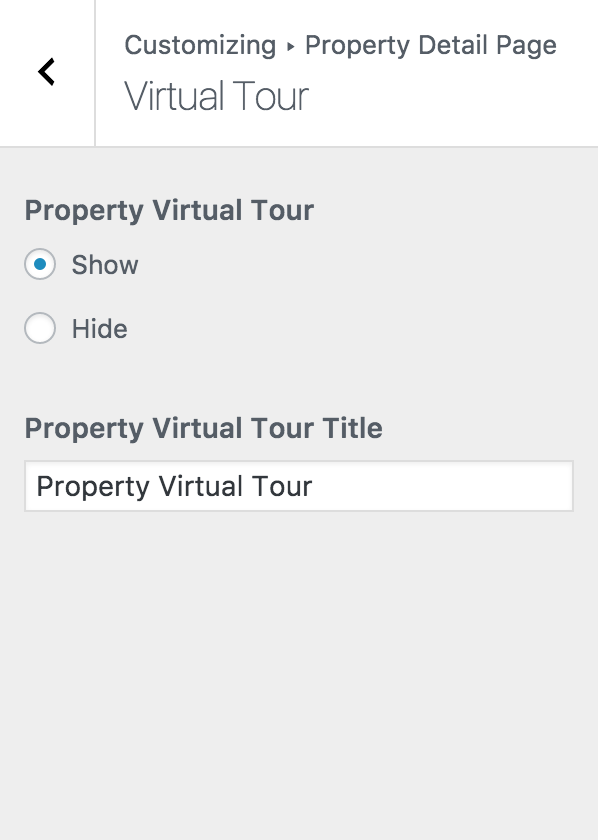 Customizing ▸ Property Detail Page
Virtual Tour
Property Virtual Tour
Show
Hide
Property Virtual Tour Title
Property Virtual Tour